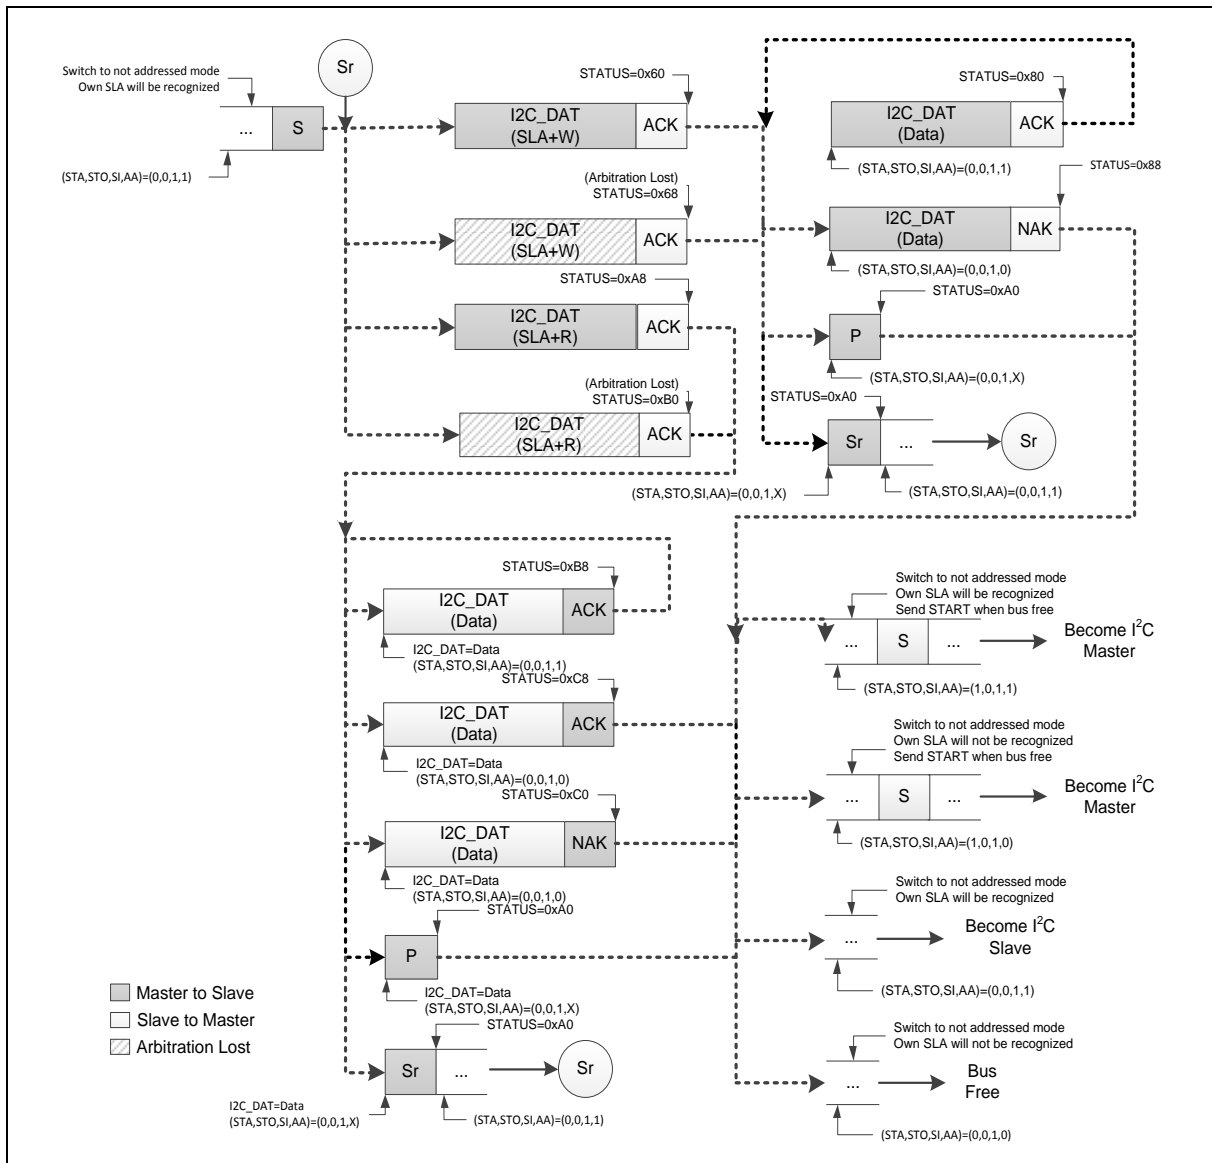 Switch to not addressed mode
Own SLA will be recognized
...
S
(STA,STO,SI,AA)=(0,0,1,1)
Sr
STATUS=0x60
I2C_DAT
(SLA+W)
ACK
(Arbitration Lost)
STATUS=0x68
I2C_DAT
(SLA+W)
ACK
STATUS=0xA8
I2C_DAT
(SLA+R)
ACK
(Arbitration Lost)
STATUS=0xB0
I2C_DAT
(SLA+R)
ACK
STATUS=0x80
I2C_DAT
(Data)
ACK
(STA,STO,SI,AA)=(0,0,1,1)
STATUS=0x88
I2C_DAT
(Data)
NAK
(STA,STO,SI,AA)=(0,0,1,0)
STATUS=0xA0
P
(STA,STO,SI,AA)=(0,0,1,X)
STATUS=0xA0
Sr
...
Sr
(STA,STO,SI,AA)=(0,0,1,X)
(STA,STO,SI,AA)=(0,0,1,1)
STATUS=0xB8
I2C_DAT
(Data)
ACK
I2C_DAT=Data
(STA,STO,SI,AA)=(0,0,1,1)
STATUS=0xC8
I2C_DAT
(Data)
ACK
I2C_DAT=Data
(STA,STO,SI,AA)=(0,0,1,0)
STATUS=0xC0
I2C_DAT
(Data)
NAK
I2C_DAT=Data
(STA,STO,SI,AA)=(0,0,1,0)
STATUS=0xA0
P
I2C_DAT=Data
(STA,STO,SI,AA)=(0,0,1,X)
STATUS=0xA0
Sr
...
Sr
I2C_DAT=Data
(STA,STO,SI,AA)=(0,0,1,X)
(STA,STO,SI,AA)=(0,0,1,1)
Switch to not addressed mode
Own SLA will be recognized
Send START when bus free
...
S
...
Become I²C
Master
(STA,STO,SI,AA)=(1,0,1,1)
Switch to not addressed mode
Own SLA will not be recognized
Send START when bus free
...
S
...
Become I²C
Master
(STA,STO,SI,AA)=(1,0,1,0)
Switch to not addressed mode
Own SLA will be recognized
...
Become I²C
Slave
(STA,STO,SI,AA)=(0,0,1,1)
Switch to not addressed mode
Own SLA will not be recognized
...
Bus
Free
(STA,STO,SI,AA)=(0,0,1,0)
Master to Slave
Slave to Master
Arbitration Lost